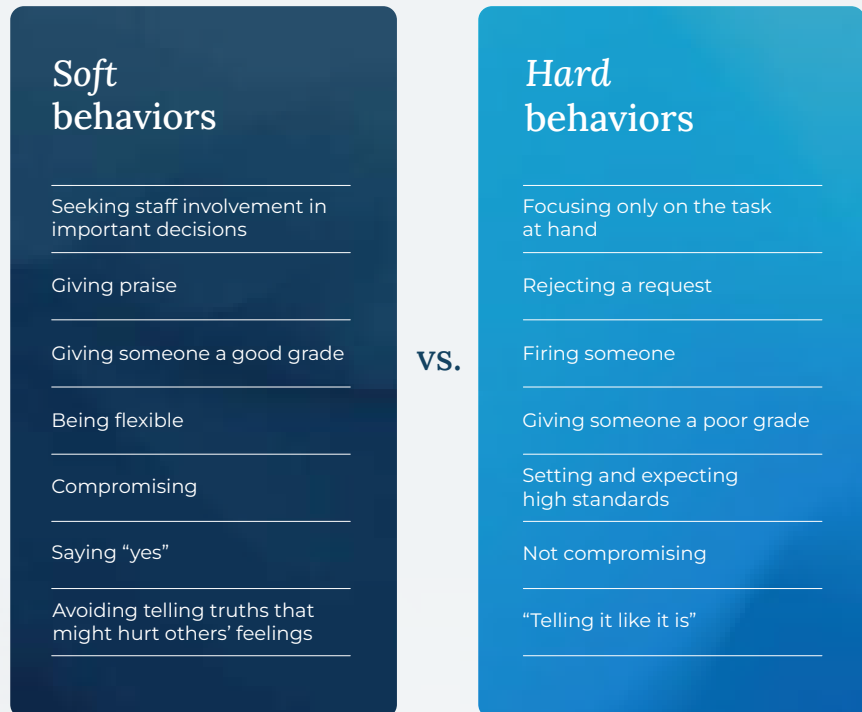 Soft
behaviors
Seeking staff involvement in
important decisions
Giving praise
Giving someone a good grade
Being flexible
Compromising
Saying “yes”
Avoiding telling truths that
might hurt others’ feelings
vs.
Hard
behaviors
Focusing only on the task
at hand
Rejecting a request
Firing someone
Giving someone a poor grade
Setting and expecting
high standards
Not compromising
“Telling it like it is”